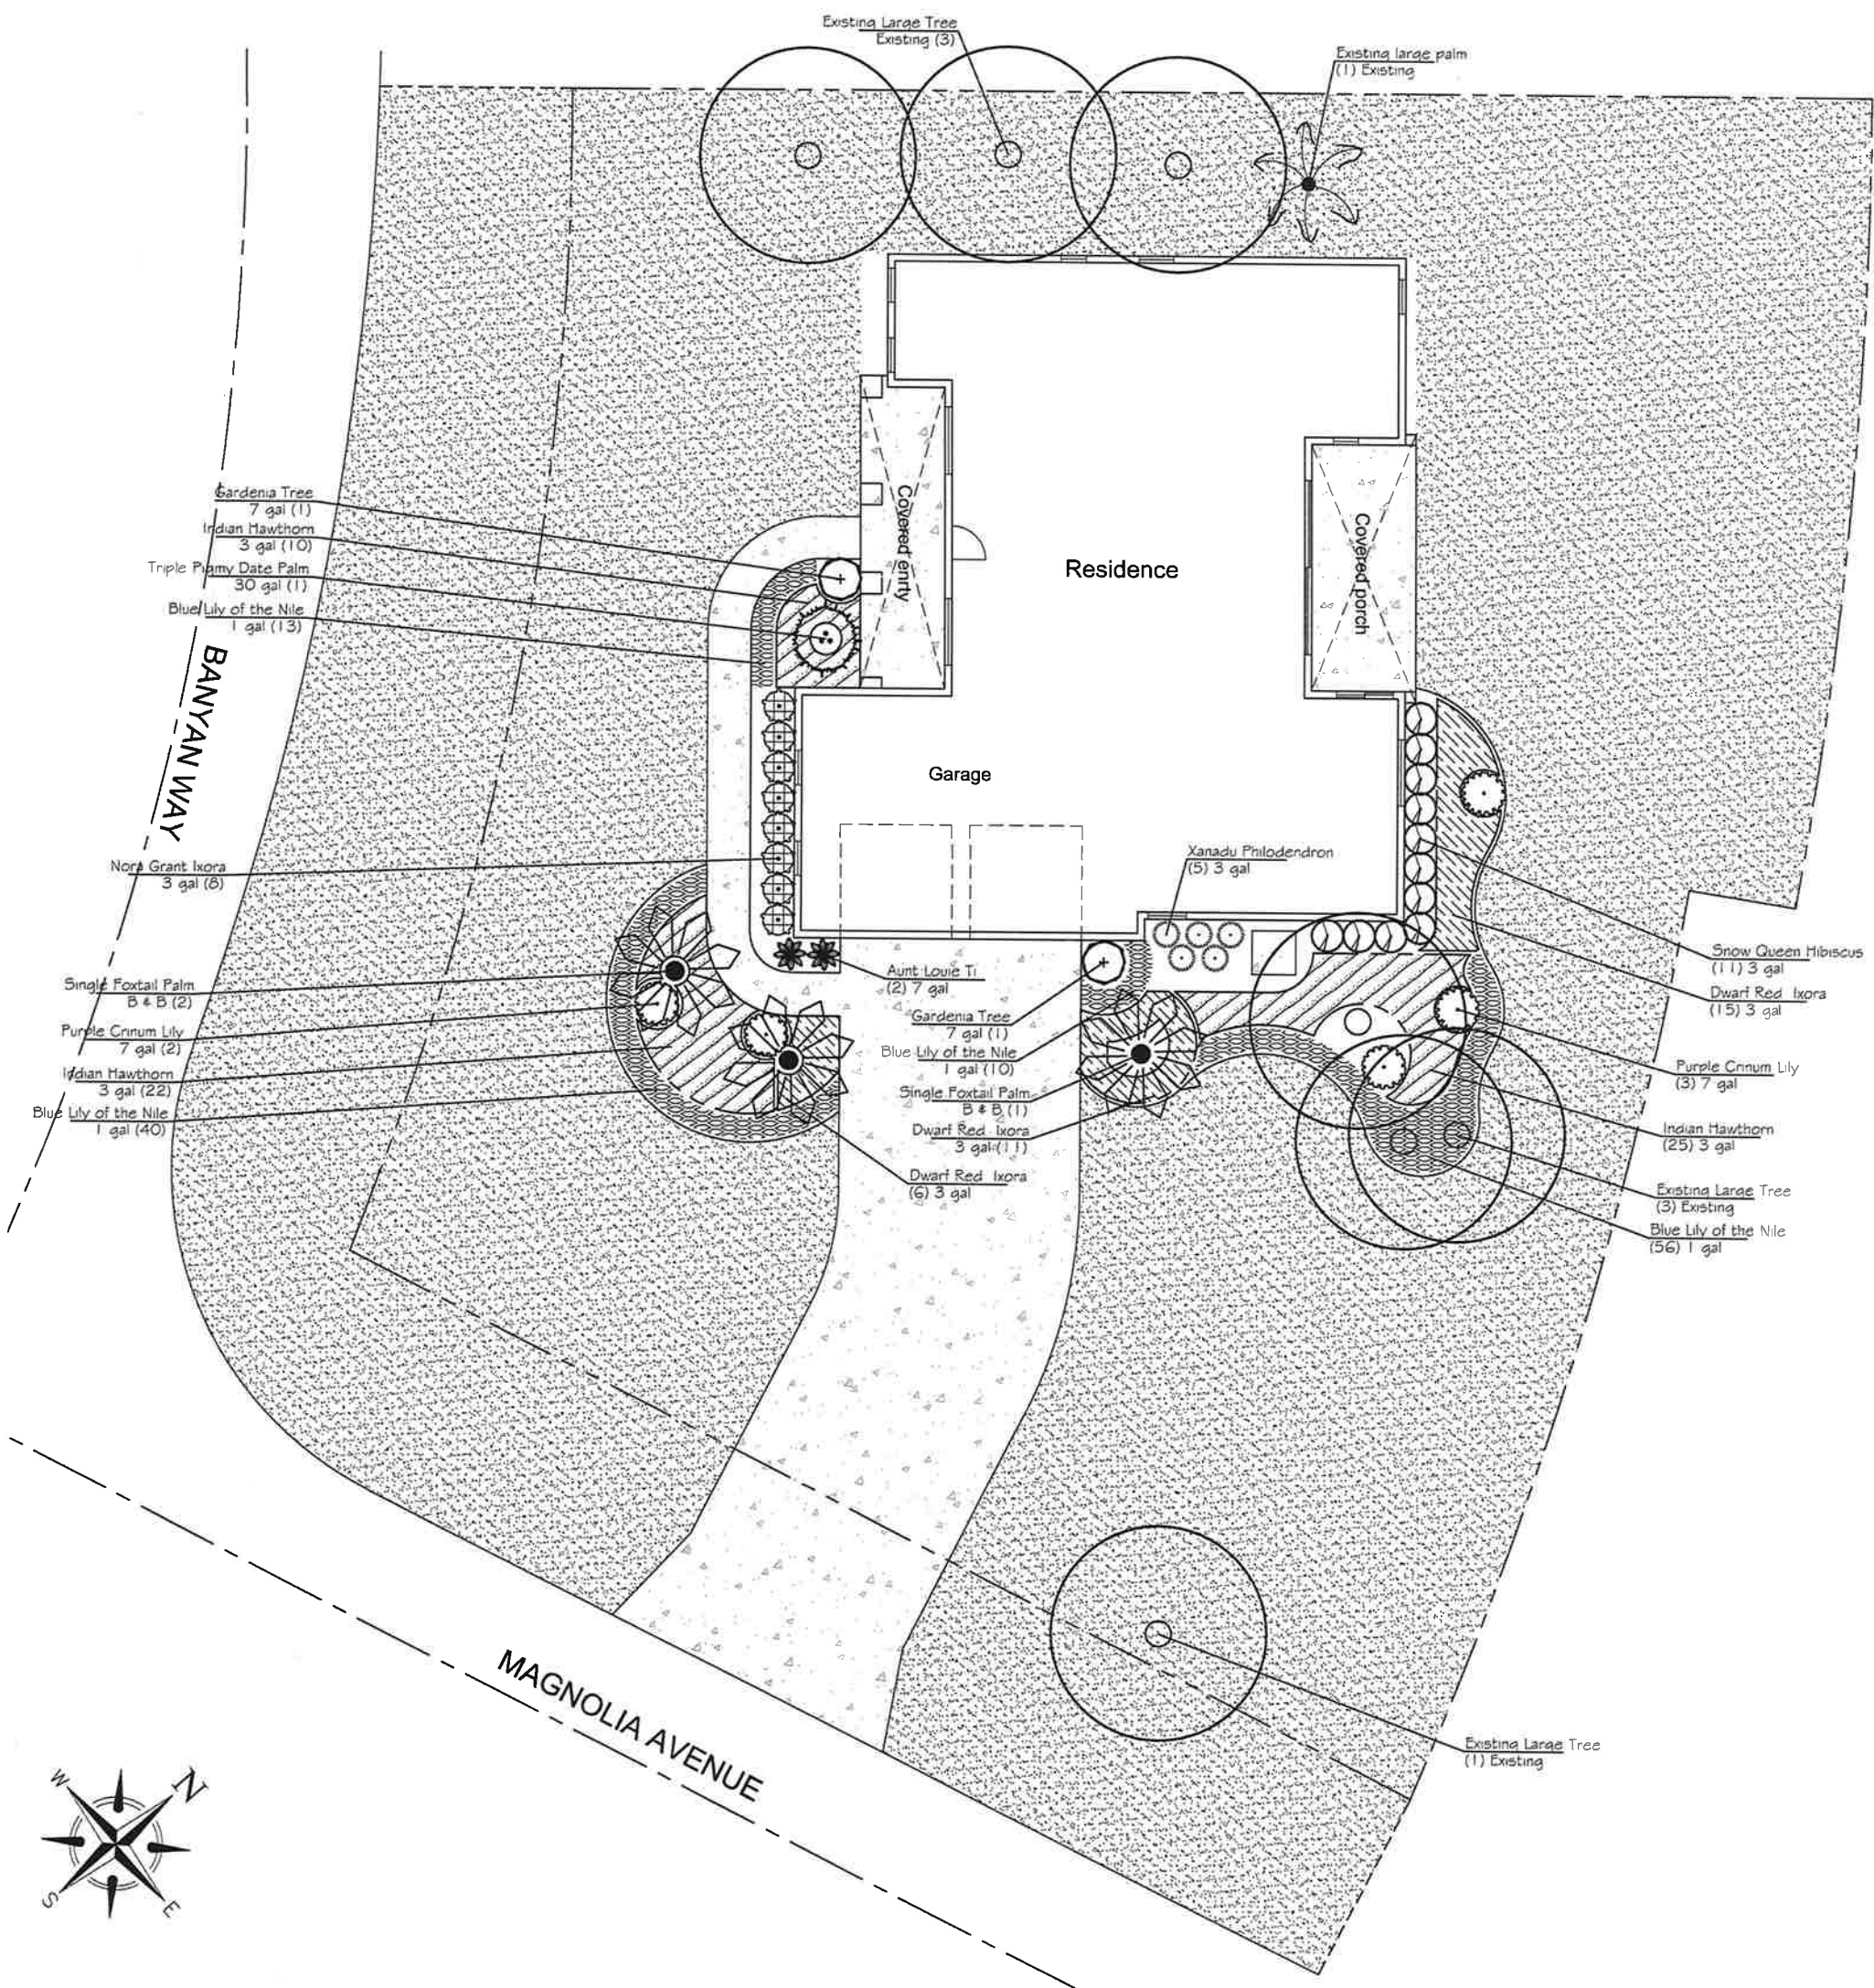 Existing Large Tree
Existing (3)
Existing large palm
(1) Existing
Gardenia Tree
7 gal (1)
Indian Hawthorn
3 gal (10)
Triple Pigmy Date Palm
30 gal (1)
Blue Lily of the Nile
1 gal (13)
BANYAN WAY
Covered enrty
Residence
Covered porch
Garage
Nora Grant Ixora
3 gal (8)
Xanadu Philodendron
(5) 3 gal
Single Foxtail Palm
B & B (2)
Purple Crinum Lily
7 gal (2)
Indian Hawthorn
3 gal (22)
Blue Lily of the Nile
1 gal (40)
Aunt Louie Ti
(2) 7 gal
Gardenia Tree
7 gal (1)
Blue Lily of the Nile
1 gal (10)
Single Foxtail Palm
B & B (1)
Dwarf Red Ixora
3 gal (11)
Dwarf Red Ixora
(6) 3 gal
Snow Queen Hibiscus
(11) 3 gal
Dwarf Red Ixora
(15) 3 gal
Purple Crinum Lily
(3) 7 gal
Indian Hawthorn
(25) 3 gal
Existing Large Tree
(3) Existing
Blue Lily of the Nile
(56) 1 gal
MAGNOLIA AVENUE
Existing Large Tree
(1) Existing
W
N
S
E